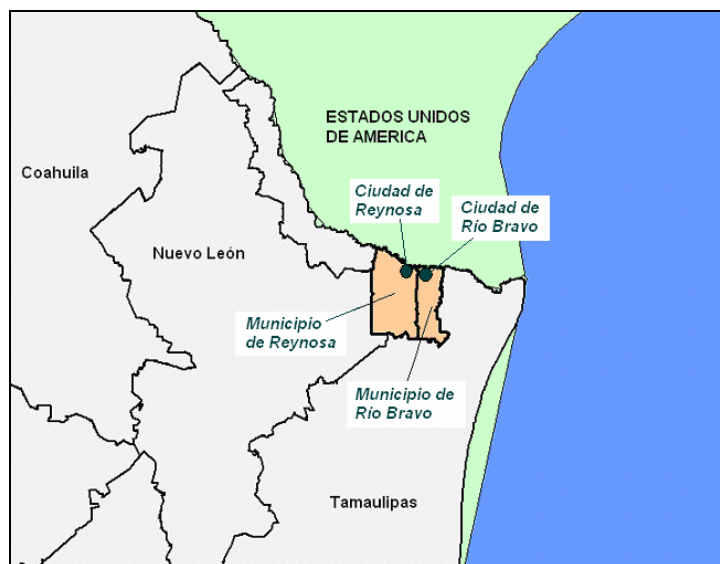 ESTADOS UNIDOS
DE AMERICA
Coahuila
Ciudad de
Reynosa
Ciudad de
Río Bravo
Nuevo León
Municipio
de Reynosa
Municipio de
Río Bravo
Tamaulipas